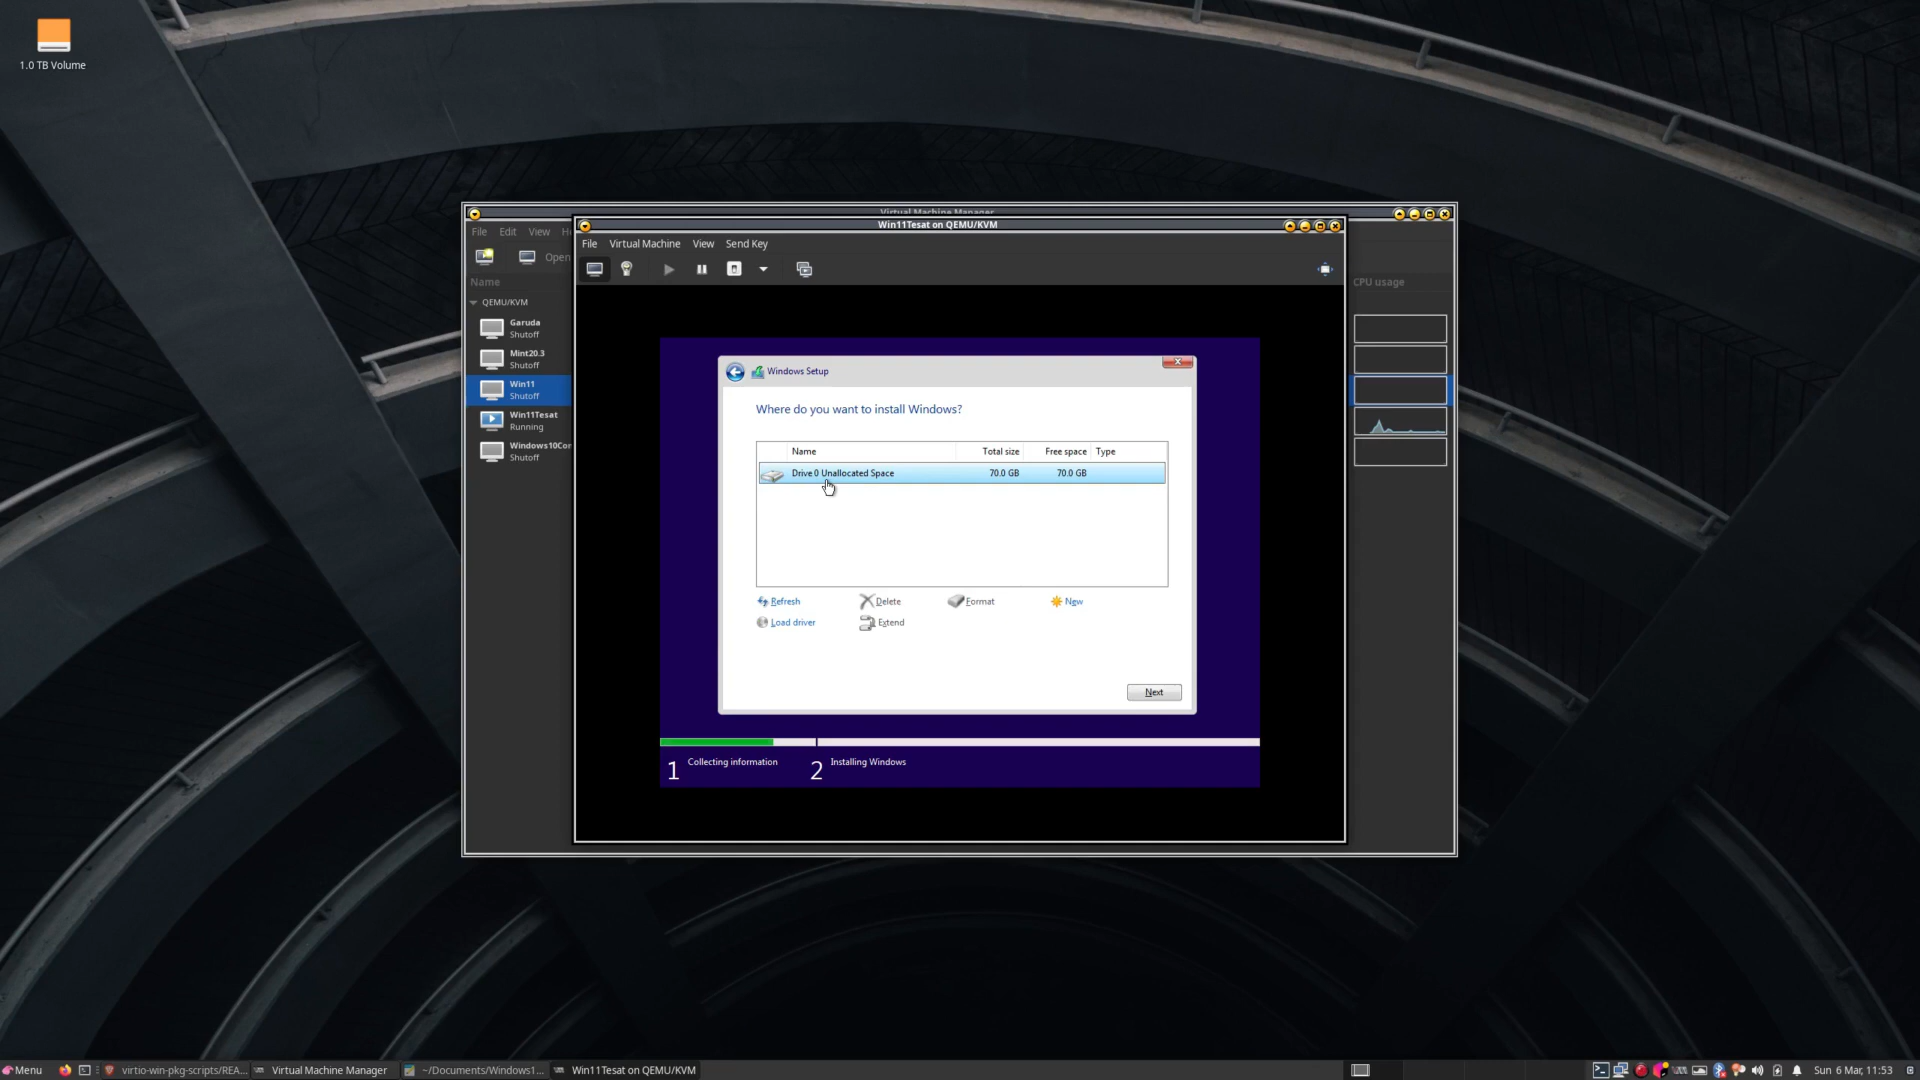 1.0 TB Volume
Virtual Machine Manager
Win11Tesat on QEMU/KVM
File Edit View
File Virtual Machine View Send Key
Open
Name
CPU usage
QEMU/KVM
Garuda
Shutoff
Mint20.3
Shutoff
Win11
Shutoff
Win11Tesat
Running
Windows10Cor
Shutoff
Windows Setup
Where do you want to install Windows?
Name Total size Free space Type
Drive 0 Unallocated Space 70.0 GB 70.0 GB
Refresh Delete Format New
Load driver Extend
Next
1 Collecting information 2 Installing Windows
Menu virtio-win-pkg-scripts/REA... Virtual Machine Manager ~/Documents/Windows1... Win11Tesat on QEMU/KVM Sun 6 Mar, 11:53